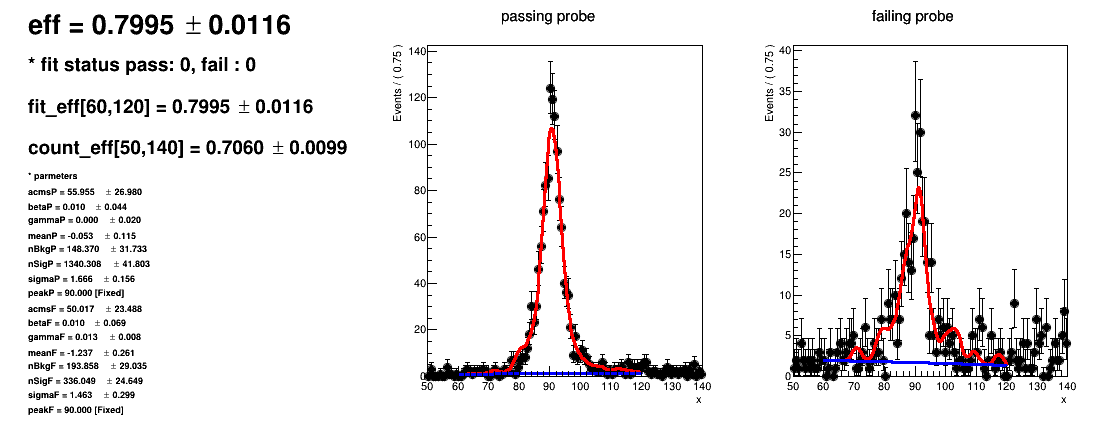 eff = 0.7995 ± 0.0116
* fit status pass: 0, fail : 0
fit_eff[60,120] = 0.7995 ± 0.0116
count_eff[50,140] = 0.7060 ± 0.0099
* parmeters
acmsP = 55.955 ± 26.980
betaP = 0.010 ± 0.044
gammaP = 0.000 ± 0.020
meanP = -0.053 ± 0.115
nBkgP = 148.370 ± 31.733
nSigP = 1340.308 ± 41.803
sigmaP = 1.666 ± 0.156
peakP = 90.000 [Fixed]
acmsF = 50.017 ± 23.488
betaF = 0.010 ± 0.069
gammaF = 0.013 ± 0.008
meanF = -1.237 ± 0.261
nBkgF = 193.858 ± 29.035
nSigF = 336.049 ± 24.649
sigmaF = 1.463 ± 0.299
peakF = 90.000 [Fixed]
passing probe
Events / ( 0.75 )
140
120
100
80
60
40
20
0
50 60 70 80 90 100 110 120 130 140
x
failing probe
Events / ( 0.75 )
40
35
30
25
20
15
10
5
0
50 60 70 80 90 100 110 120 130 140
x